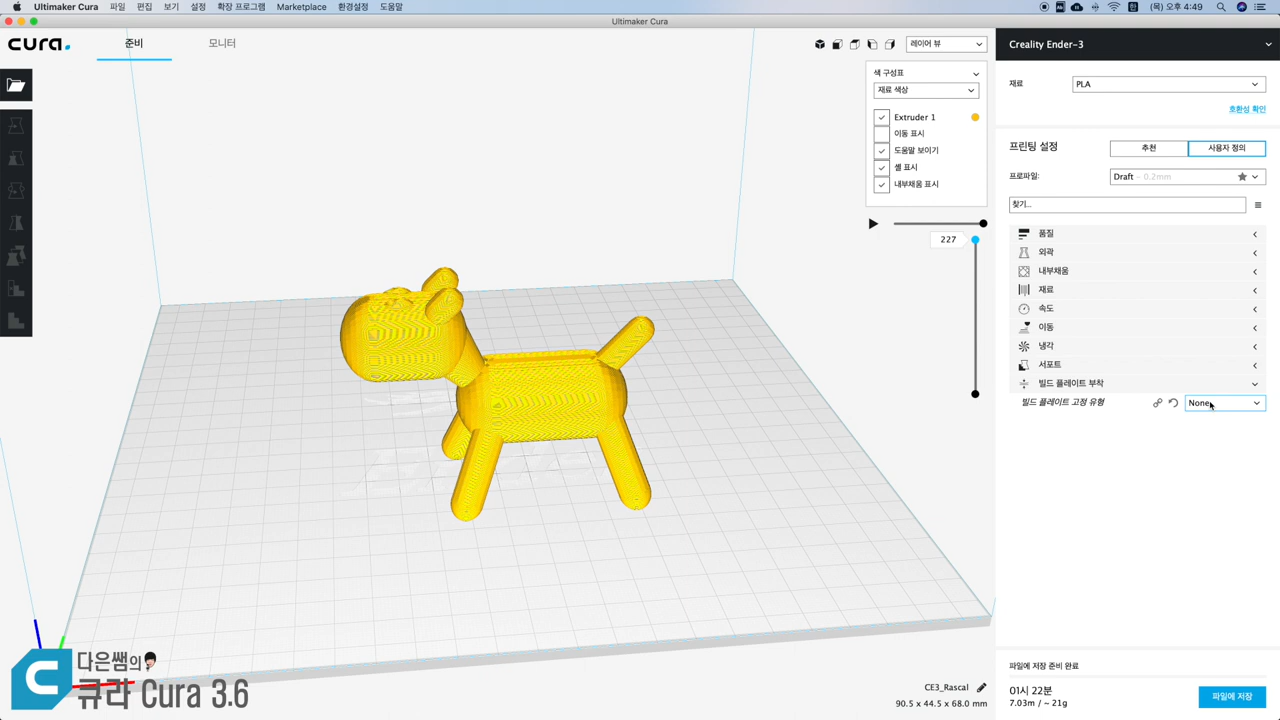 Ultimaker Cura 파일 편집 보기 설정 확장 프로그램 Marketplace 환경설정 도움말 (목) 오후 4:49
Ultimaker Cura
cura. 준비 모니터
레이어 뷰
색 구성표
재료 색상
Extruder 1
이동 표시
도움말 보이기
셸 표시
내부채움 표시
227
Creality Ender-3
재료 PLA
호환성 확인
프린팅 설정 추천 사용자 정의
프로파일: Draft - 0.2mm
찾기...
품질
외곽
내부채움
재료
속도
이동
냉각
서포트
빌드 플레이트 부착
빌드 플레이트 고정 유형 None
다은쌤의
큐라 Cura 3.6
CE3_Rascal
90.5 x 44.5 x 68.0 mm
파일에 저장 준비 완료
01시 22분
7.03m / ~ 21g
파일에 저장